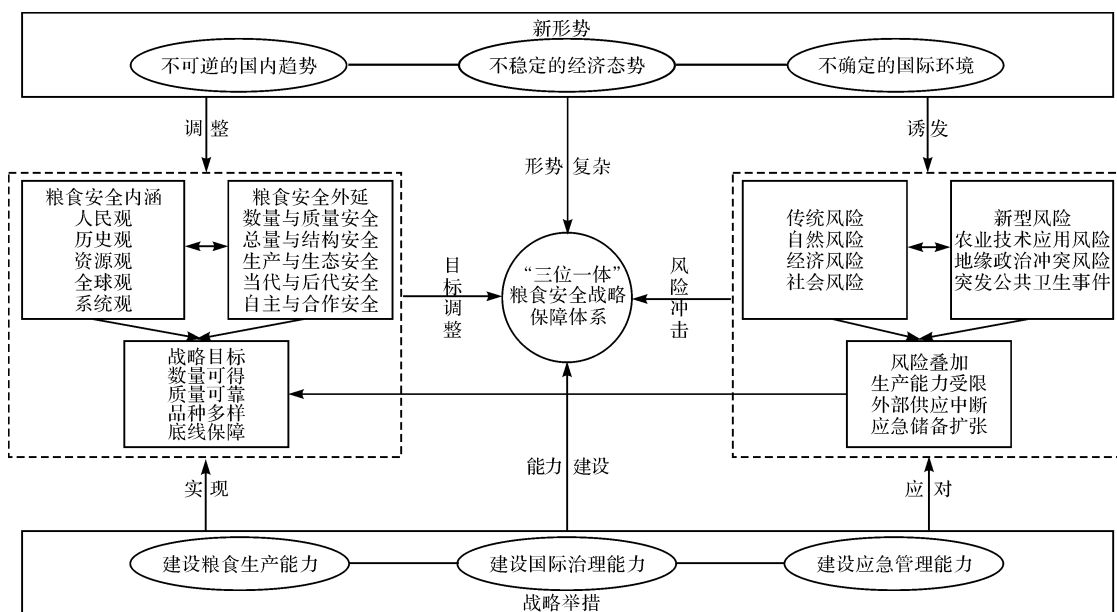 新形势
不可逆的国内趋势
不稳定的经济态势
不确定的国际环境
调整
形势 复杂
诱发
粮食安全内涵
人民观
历史观
资源观
全球观
系统观
粮食安全外延
数量与质量安全
总量与结构安全
生产与生态安全
当代与后代安全
自主与合作安全
战略目标
数量可得
质量可靠
品种多样
底线保障
目标调整
“三位一体”
粮食安全战略
保障体系
风险冲击
传统风险
自然风险
经济风险
社会风险
新型风险
农业技术应用风险
地缘政治冲突风险
突发公共卫生事件
风险叠加
生产能力受限
外部供应中断
应急储备扩张
实现
能力 建设
应对
建设粮食生产能力
建设国际治理能力
建设应急管理能力
战略举措